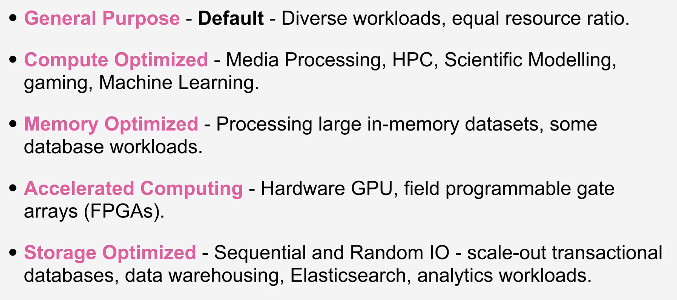 • General Purpose - Default - Diverse workloads, equal resource ratio.
• Compute Optimized - Media Processing, HPC, Scientific Modelling,
gaming, Machine Learning.
• Memory Optimized - Processing large in-memory datasets, some
database workloads.
• Accelerated Computing - Hardware GPU, field programmable gate
arrays (FPGAs).
• Storage Optimized - Sequential and Random IO - scale-out transactional
databases, data warehousing, Elasticsearch, analytics workloads.